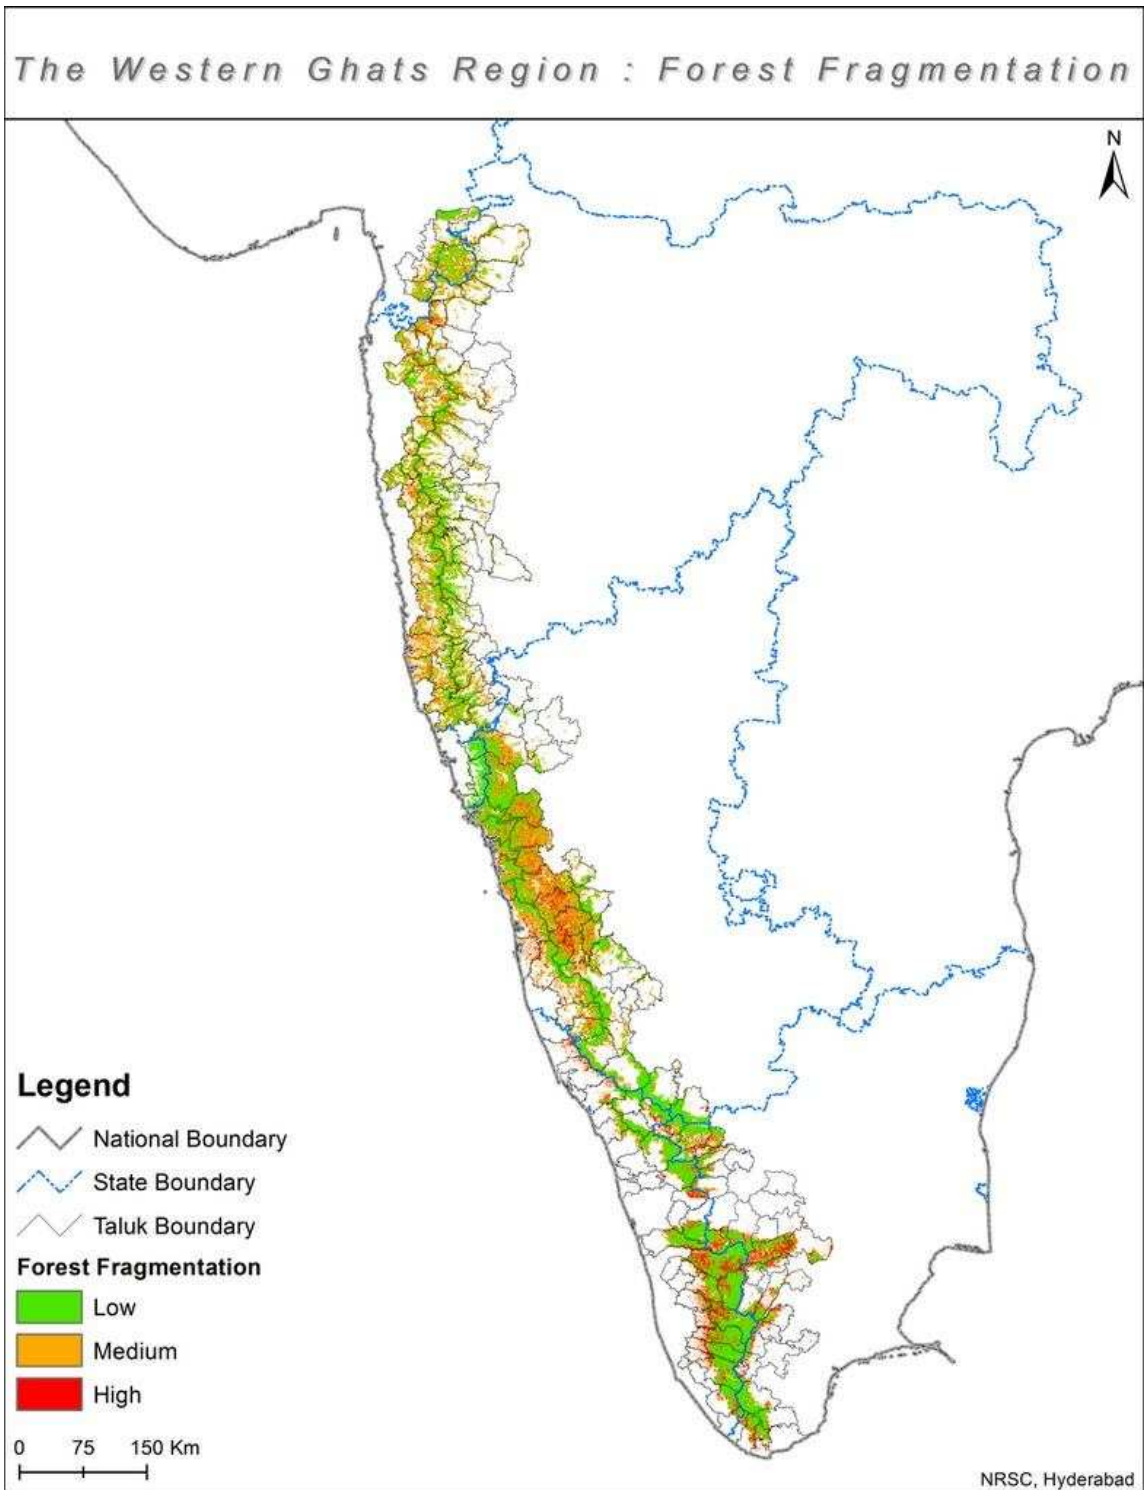 The Western Ghats Region : Forest Fragmentation
N
Legend
National Boundary
State Boundary
Taluk Boundary
Forest Fragmentation
Low
Medium
High
0 75 150 Km
NRSC, Hyderabad